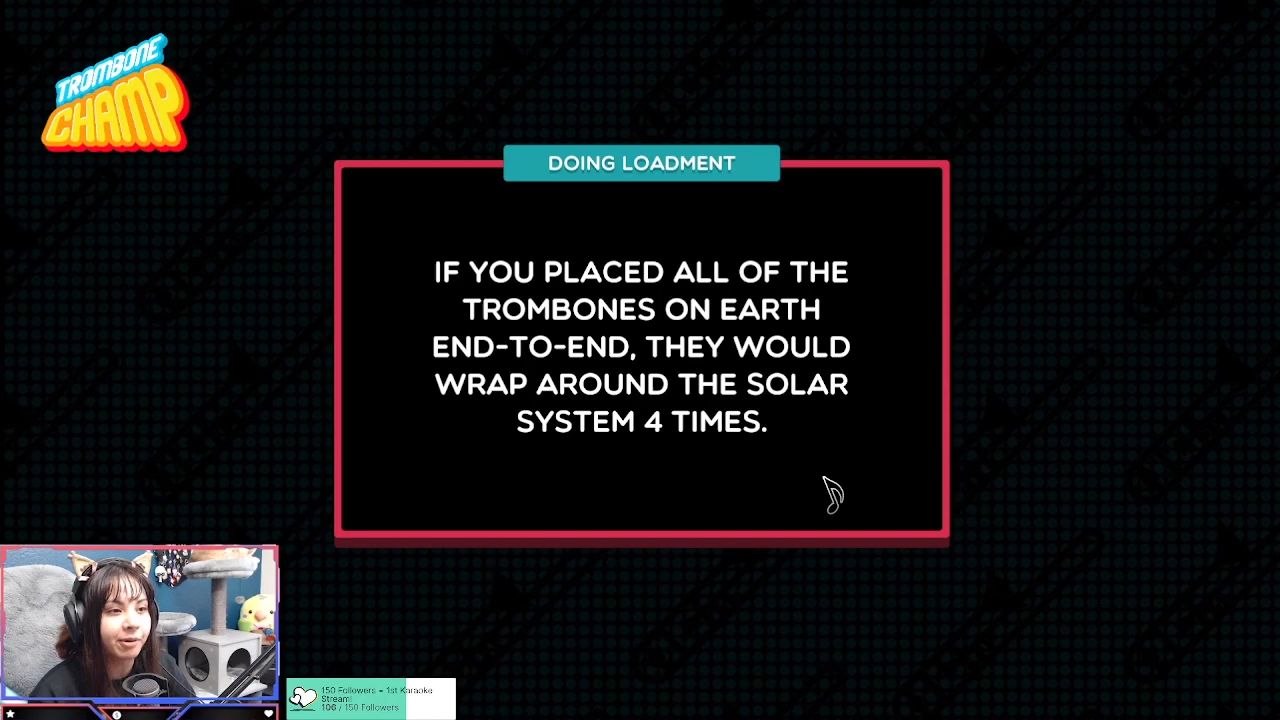 TROMBONE
CHAMP
DOING LOADMENT
IF YOU PLACED ALL OF THE
TROMBONES ON EARTH
END-TO-END, THEY WOULD
WRAP AROUND THE SOLAR
SYSTEM 4 TIMES.
150 Followers = 1st Karaoke
Stream!
106 / 150 Followers